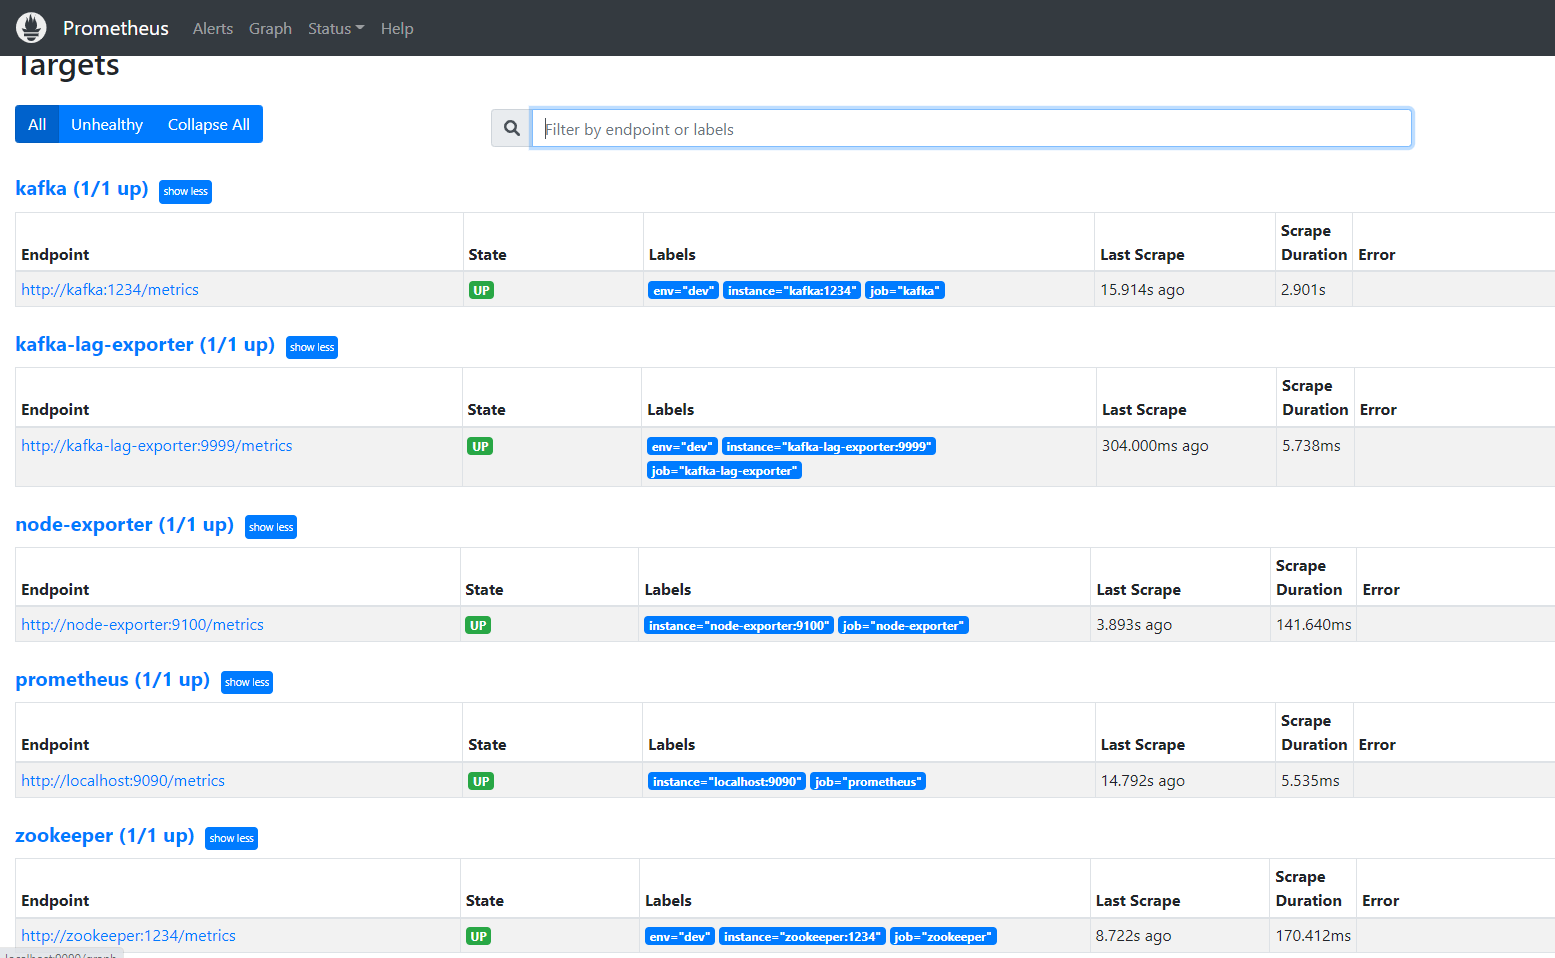 Prometheus Alerts Graph Status Help
Targets
All Unhealthy Collapse All Filter by endpoint or labels
kafka (1/1 up) show less
Endpoint State Labels Last Scrape Scrape Duration Error
http://kafka:1234/metrics UP env="dev" instance="kafka:1234" job="kafka" 15.914s ago 2.901s
kafka-lag-exporter (1/1 up) show less
Endpoint State Labels Last Scrape Scrape Duration Error
http://kafka-lag-exporter:9999/metrics UP env="dev" instance="kafka-lag-exporter:9999" 304.000ms ago 5.738ms
job="kafka-lag-exporter"
node-exporter (1/1 up) show less
Endpoint State Labels Last Scrape Scrape Duration Error
http://node-exporter:9100/metrics UP instance="node-exporter:9100" job="node-exporter" 3.893s ago 141.640ms
prometheus (1/1 up) show less
Endpoint State Labels Last Scrape Scrape Duration Error
http://localhost:9090/metrics UP instance="localhost:9090" job="prometheus" 14.792s ago 5.535ms
zookeeper (1/1 up) show less
Endpoint State Labels Last Scrape Scrape Duration Error
http://zookeeper:1234/metrics UP env="dev" instance="zookeeper:1234" job="zookeeper" 8.722s ago 170.412ms